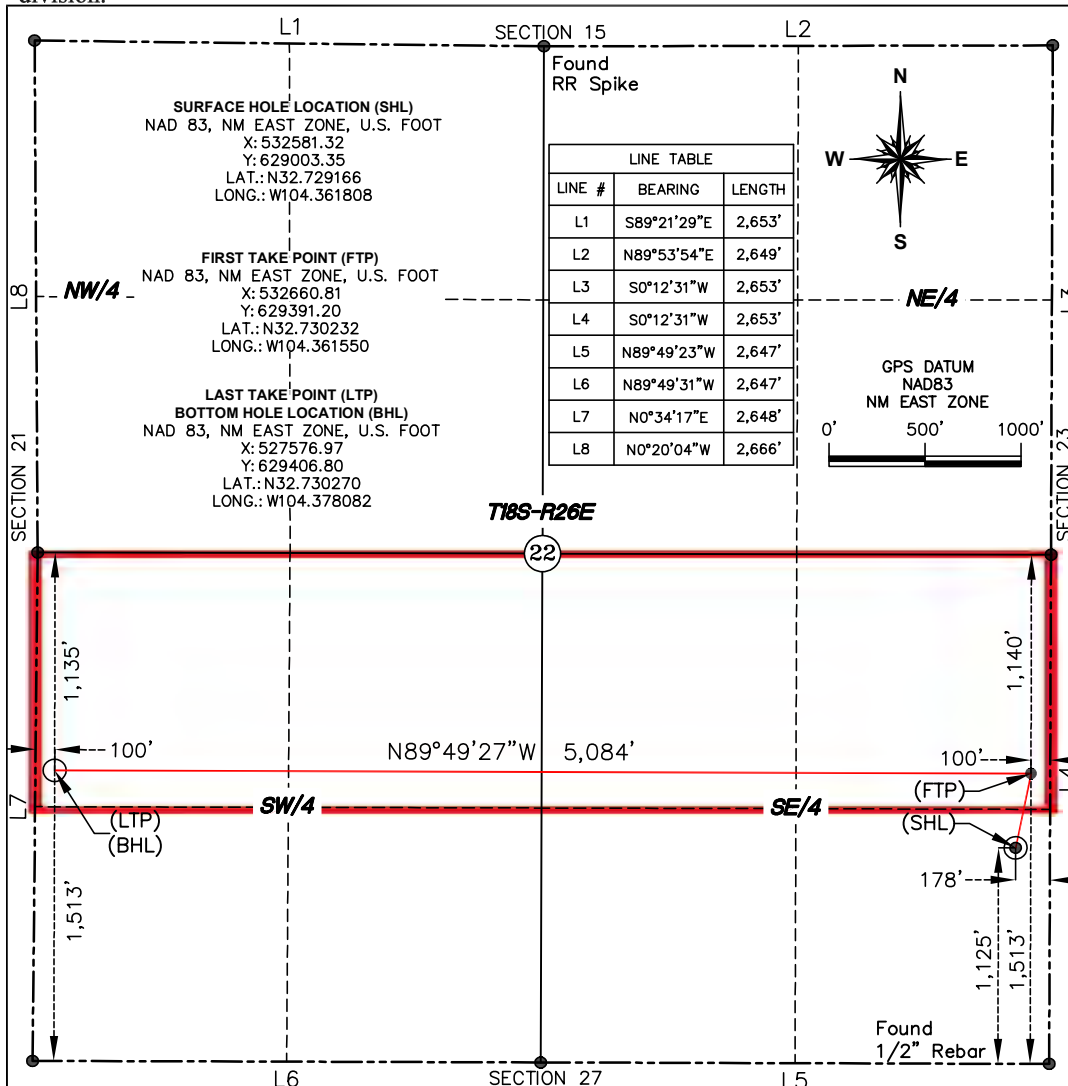 division.
L1
SECTION 15
L2
Found
RR Spike
N
W
E
S
SURFACE HOLE LOCATION (SHL)
NAD 83, NM EAST ZONE, U.S. FOOT
X: 532581.32
Y: 629003.35
LAT.: N32.729166
LONG.: W104.361808
FIRST TAKE POINT (FTP)
NAD 83, NM EAST ZONE, U.S. FOOT
X: 532660.81
Y: 629391.20
LAT.: N32.730232
LONG.: W104.361550
LAST TAKE POINT (LTP)
BOTTOM HOLE LOCATION (BHL)
NAD 83, NM EAST ZONE, U.S. FOOT
X: 527576.97
Y: 629406.80
LAT.: N32.730270
LONG.: W104.378082
LINE TABLE
LINE # BEARING LENGTH
L1 S89°21'29"E 2,653'
L2 N89°53'54"E 2,649'
L3 S0°12'31"W 2,653'
L4 S0°12'31"W 2,653'
L5 N89°49'23"W 2,647'
L6 N89°49'31"W 2,647'
L7 N0°34'17"E 2,648'
L8 N0°20'04"W 2,666'
L8
NW/4
NE/4
L3
GPS DATUM
NAD83
NM EAST ZONE
0' 500' 1000'
SECTION 21
SECTION 23
T18S-R26E
22
1,135'
1,140'
100'
N89°49'27"W 5,084'
100'
(FTP)
L4
L7
SW/4
SE/4
(LTP)
(BHL)
(SHL)
178'
1,513'
1,125'
1,513'
Found
1/2" Rebar
L6
SECTION 27
L5